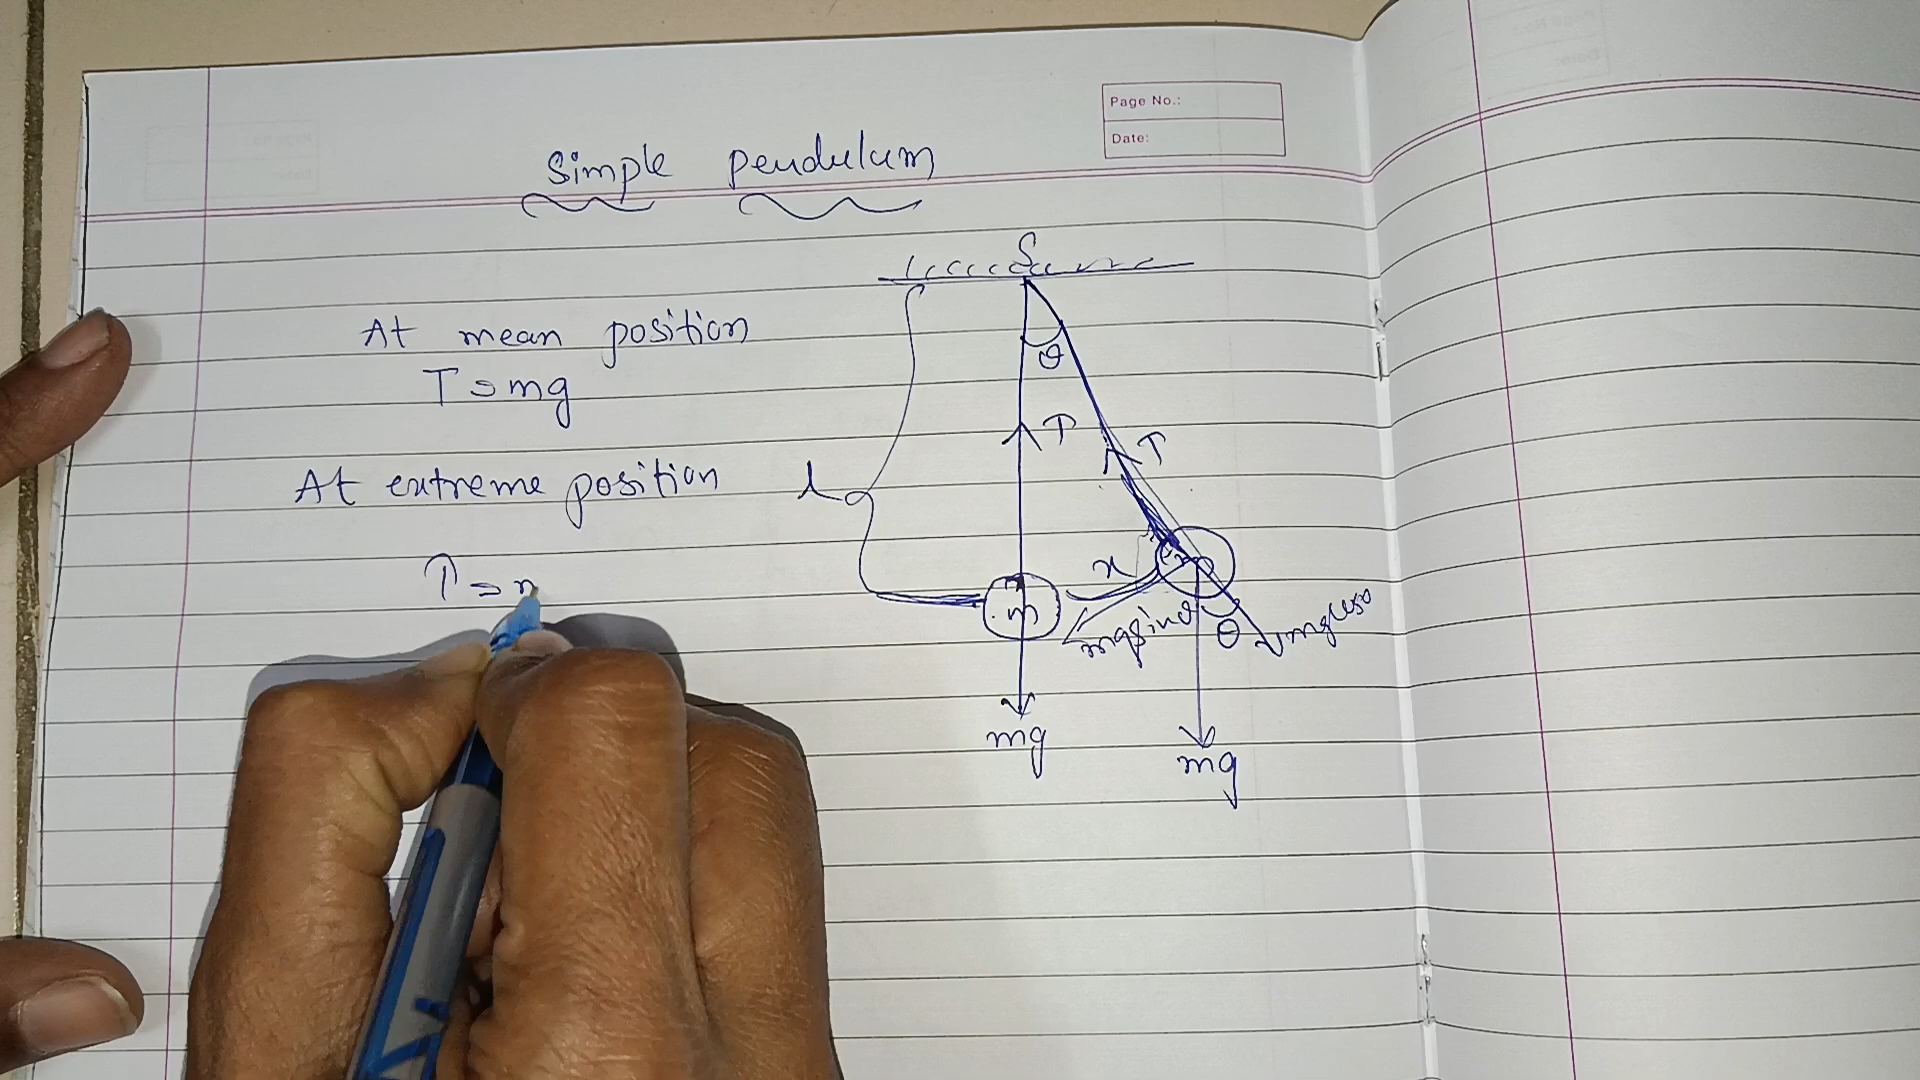 Page No.:
Date:
Simple pendulum
S
At mean position
T = mg
θ
T
T
At extreme position
l
T = m
x
m
m
mg sinθ
θ
mg cosθ
mg
mg